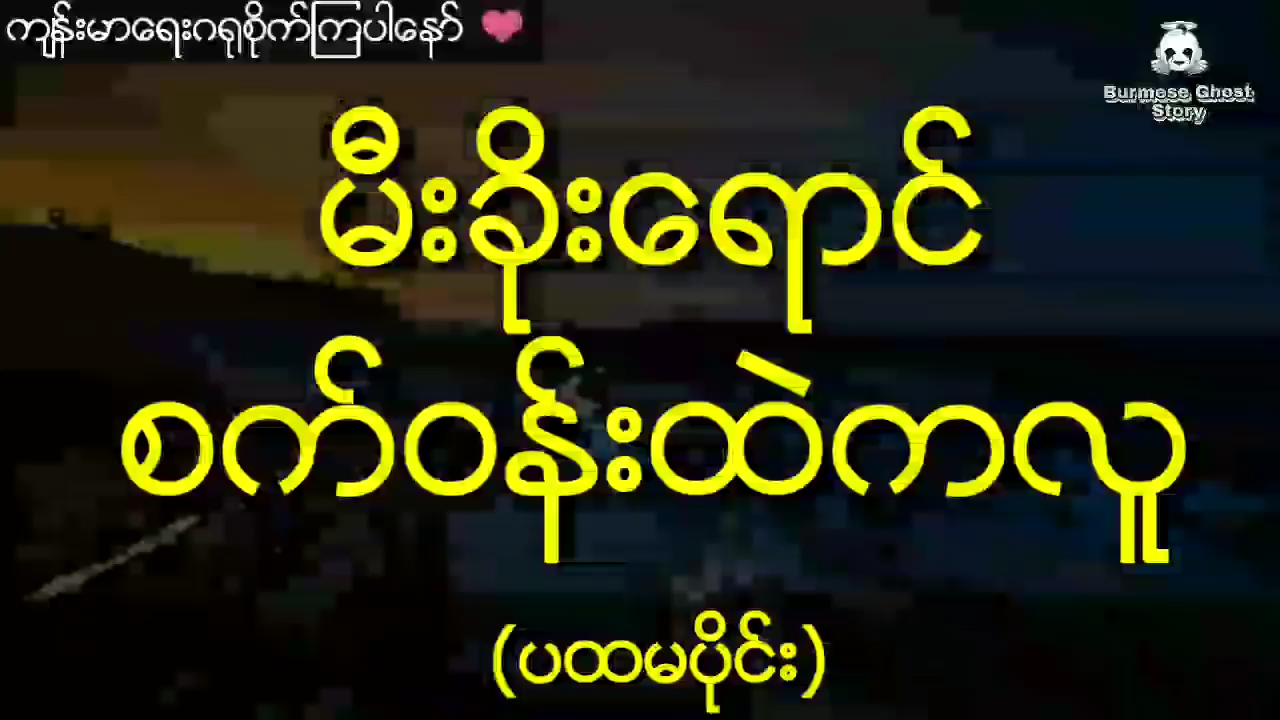 ကျန်းမာရေးဂရုစိုက်ကြပါနော် 🩷
Burmese Ghost
Story
မီးခိုးရောင်
စက်ဝန်းထဲကလူ
(ပထမပိုင်း)